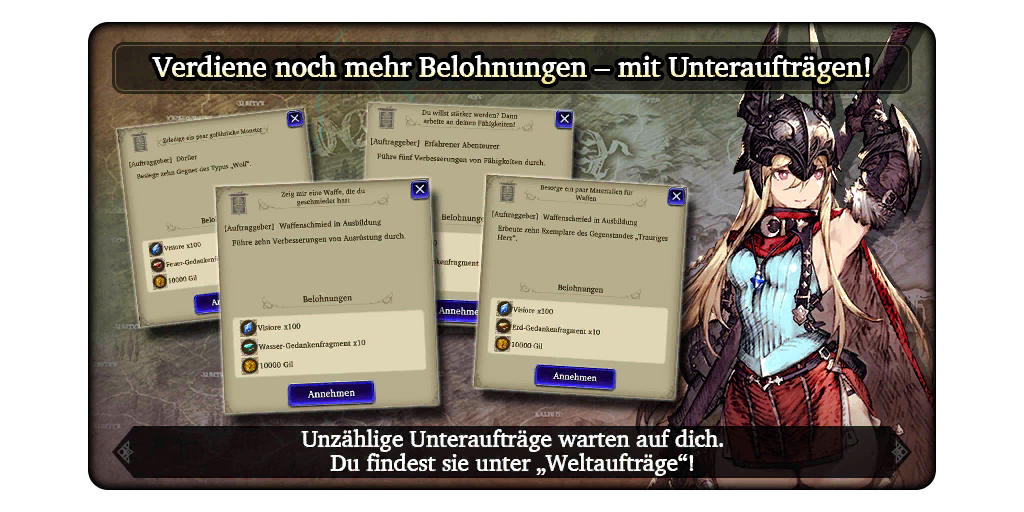 Verdiene noch mehr Belohnungen – mit Unteraufträgen!
Erledige ein paar gefährliche Monster
[Auftraggeber] Dörfler
Besiege zehn Gegner des Typus „Wolf“.
Visiore x100
10000 Gil
Du willst stärker werden? Dann
arbeite an deinen Fähigkeiten!
[Auftraggeber] Erfahrener Abenteurer
Führe fünf Verbesserungen von Fähigkeiten durch.
Zeig mir eine Waffe, die du
geschmiedet hast
[Auftraggeber] Waffenschmied in Ausbildung
Führe zehn Verbesserungen von Ausrüstung durch.
Belohnungen
Visiore x100
Wasser-Gedankenfragment x10
10000 Gil
Annehmen
Besorge ein paar Materialien für
Waffen
[Auftraggeber] Waffenschmied in Ausbildung
Erbeute zehn Exemplare des Gegenstandes „Trauriges
Herz“.
Belohnungen
Visiore x100
Erd-Gedankenfragment x10
10000 Gil
Annehmen
Unzählige Unteraufträge warten auf dich.
Du findest sie unter „Weltaufträge“!